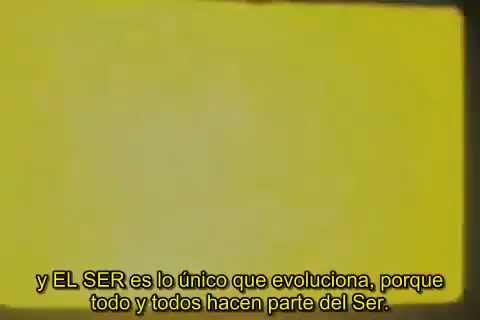 y EL SER es lo único que evoluciona, porque
todo y todos hacen parte del Ser.